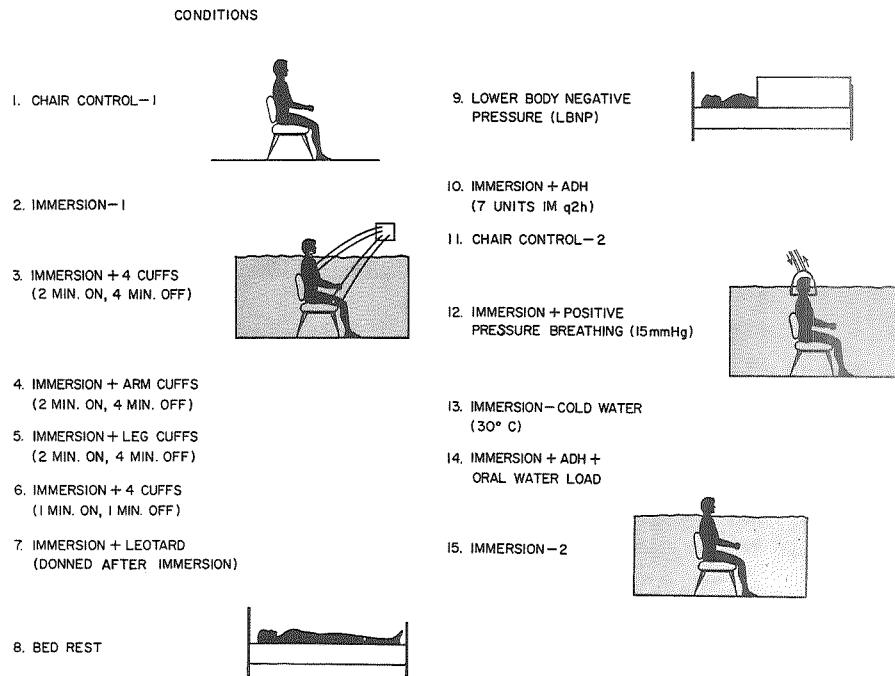 CONDITIONS
1. CHAIR CONTROL-1
2. IMMERSION-1
3. IMMERSION + 4 CUFFS
(2 MIN. ON, 4 MIN. OFF)
4. IMMERSION + ARM CUFFS
(2 MIN. ON, 4 MIN. OFF)
5. IMMERSION + LEG CUFFS
(2 MIN. ON, 4 MIN. OFF)
6. IMMERSION + 4 CUFFS
(1 MIN. ON, 1 MIN. OFF)
7. IMMERSION + LEOTARD
(DONNED AFTER IMMERSION)
8. BED REST
9. LOWER BODY NEGATIVE
PRESSURE (LBNP)
10. IMMERSION + ADH
(7 UNITS IM q2h)
11. CHAIR CONTROL-2
12. IMMERSION + POSITIVE
PRESSURE BREATHING (15mmHg)
13. IMMERSION-COLD WATER
(30° C)
14. IMMERSION + ADH +
ORAL WATER LOAD
15. IMMERSION-2